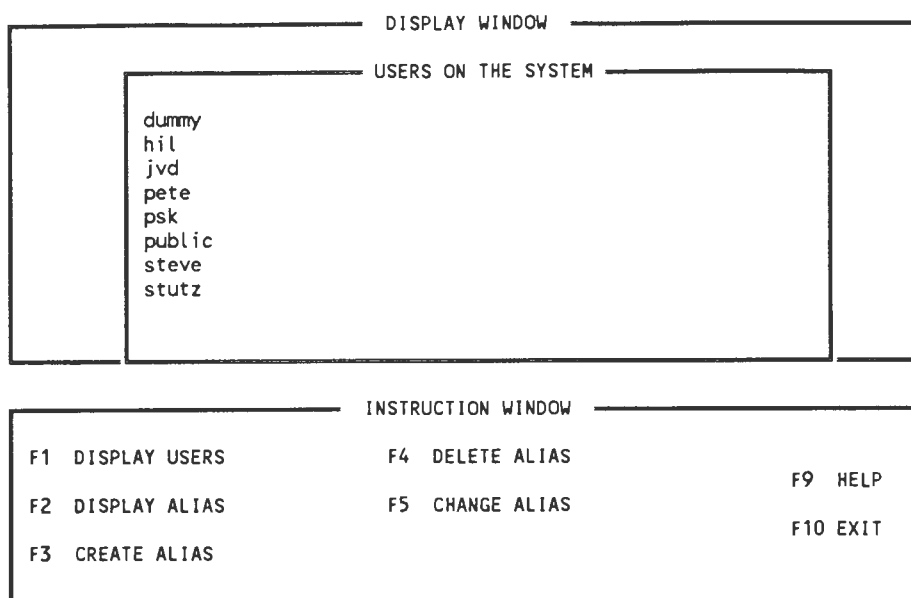 DISPLAY WINDOW
USERS ON THE SYSTEM
dummy
hil
jvd
pete
psk
public
steve
stutz
INSTRUCTION WINDOW
F1 DISPLAY USERS F4 DELETE ALIAS
F9 HELP
F2 DISPLAY ALIAS F5 CHANGE ALIAS
F10 EXIT
F3 CREATE ALIAS